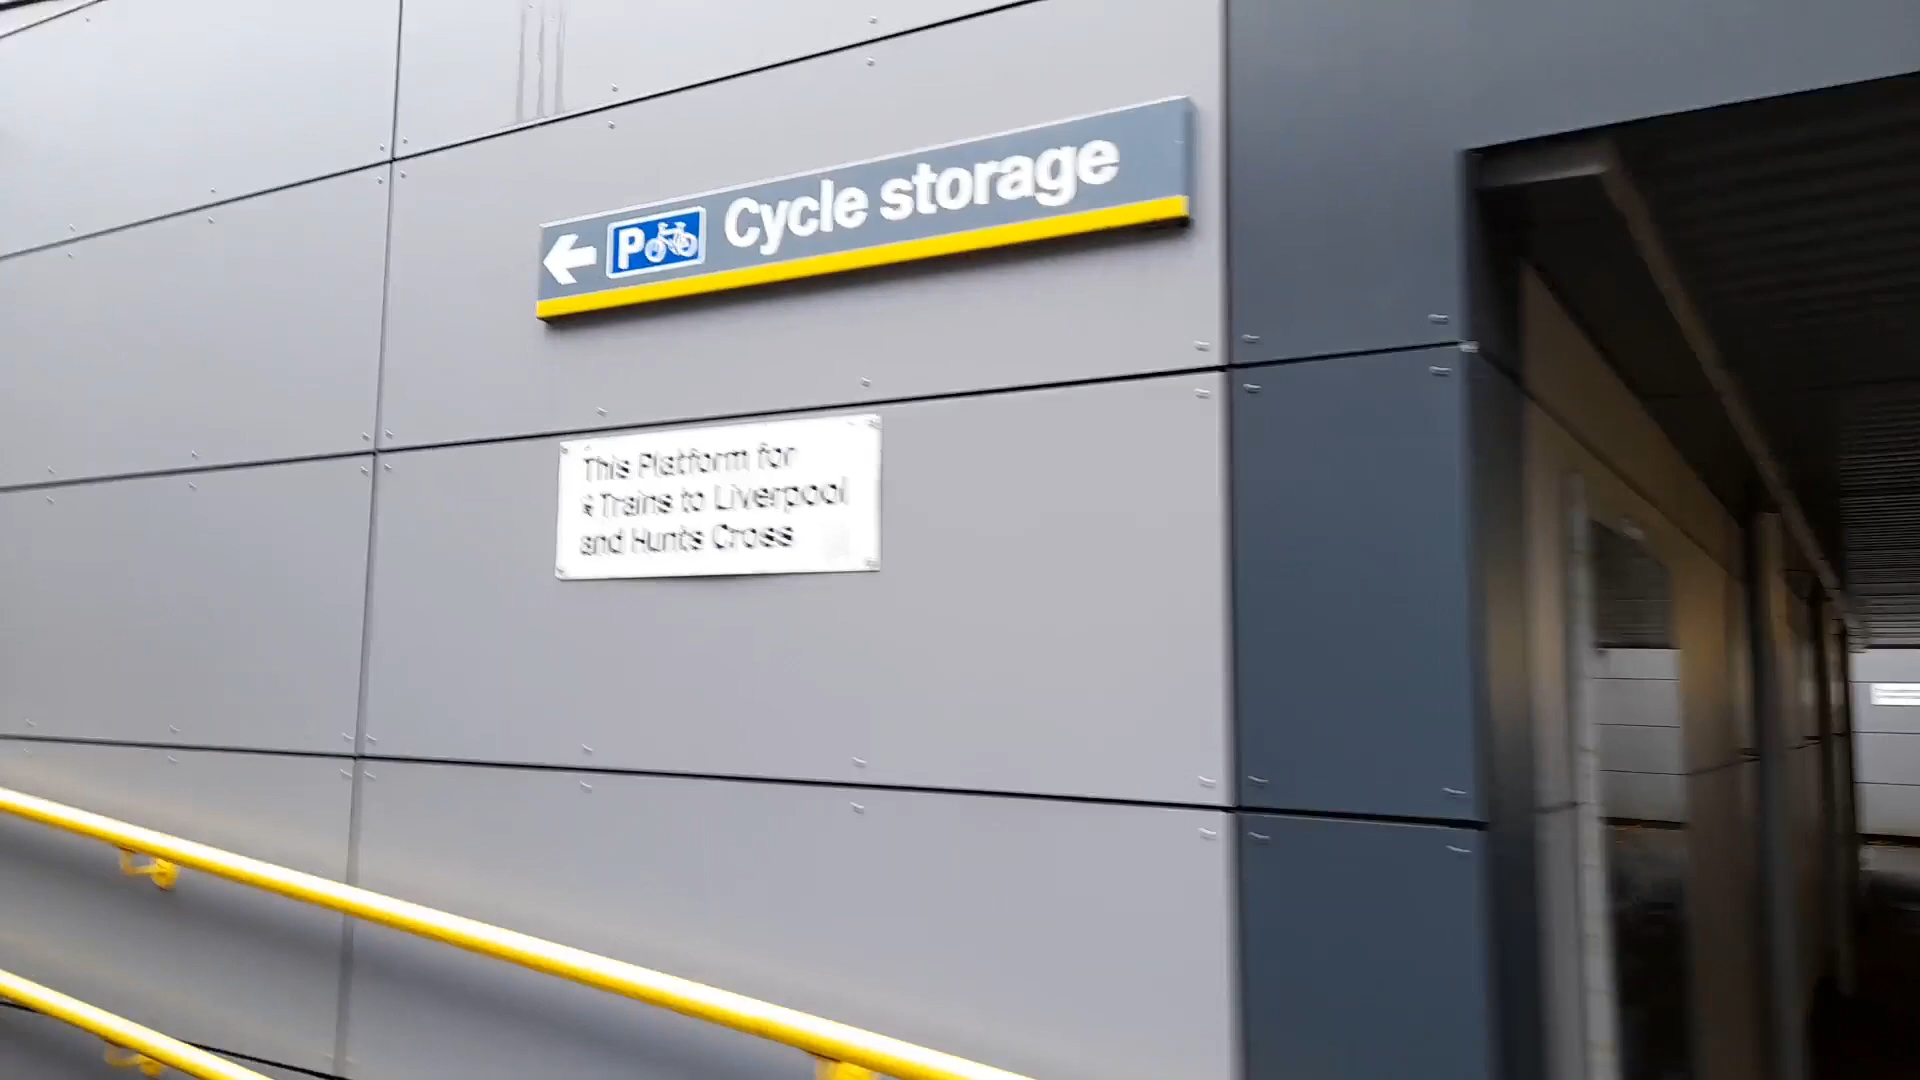 P Cycle storage
This Platform for
Trains to Liverpool
and Hunts Cross